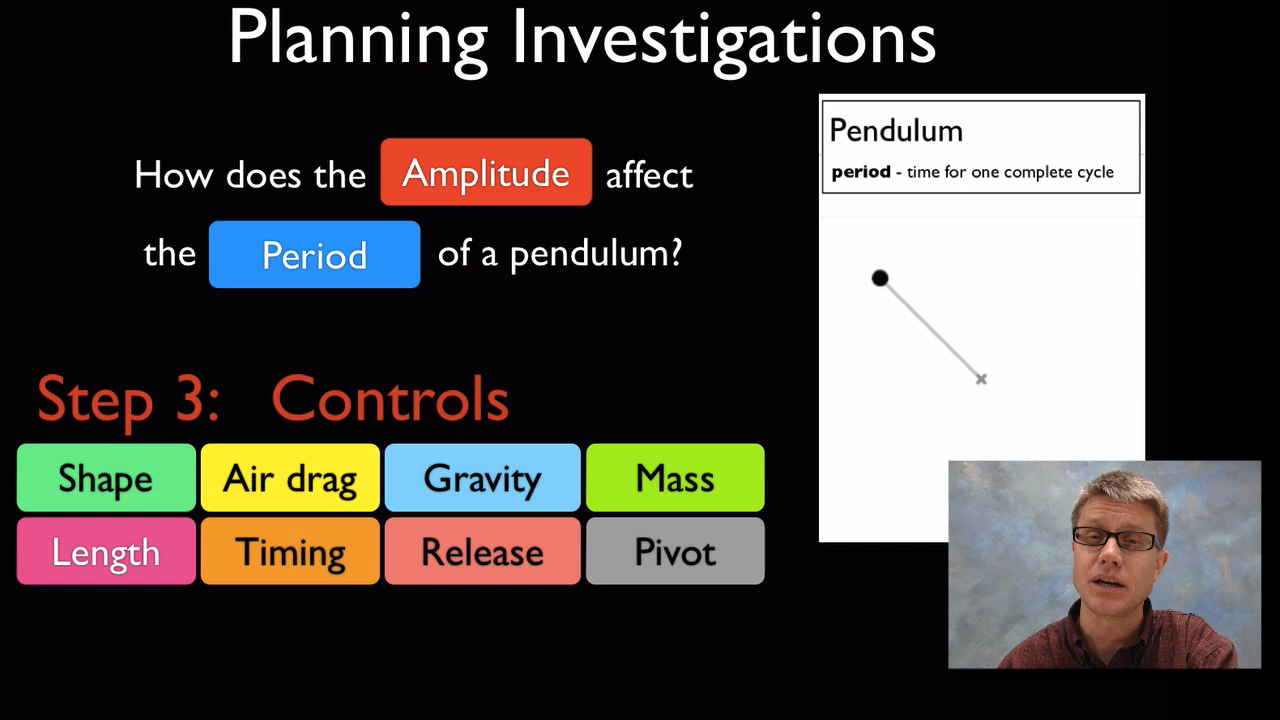 Planning Investigations
How does the Amplitude affect
the Period of a pendulum?
Pendulum
period - time for one complete cycle
Step 3: Controls
Shape Air drag Gravity Mass
Length Timing Release Pivot